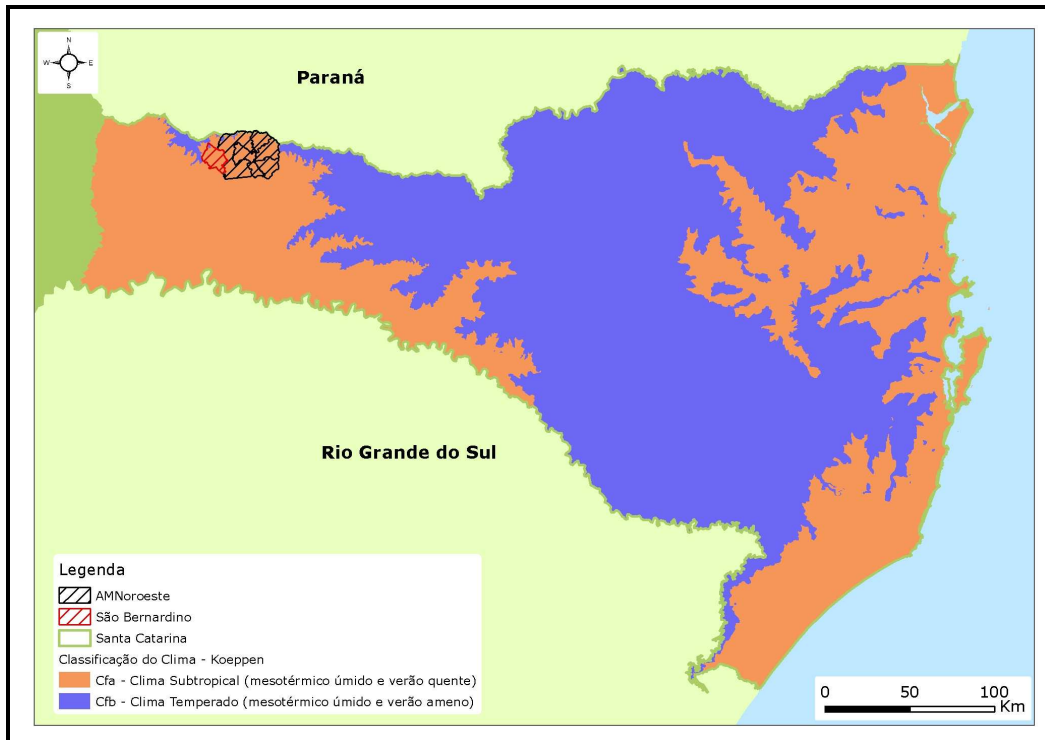 N
W E
S
Paraná
Rio Grande do Sul
Legenda
AMNoroeste
São Bernardino
Santa Catarina
Classificação do Clima - Koeppen
Cfa - Clima Subtropical (mesotérmico úmido e verão quente)
Cfb - Clima Temperado (mesotérmico úmido e verão ameno)
0 50 100
Km